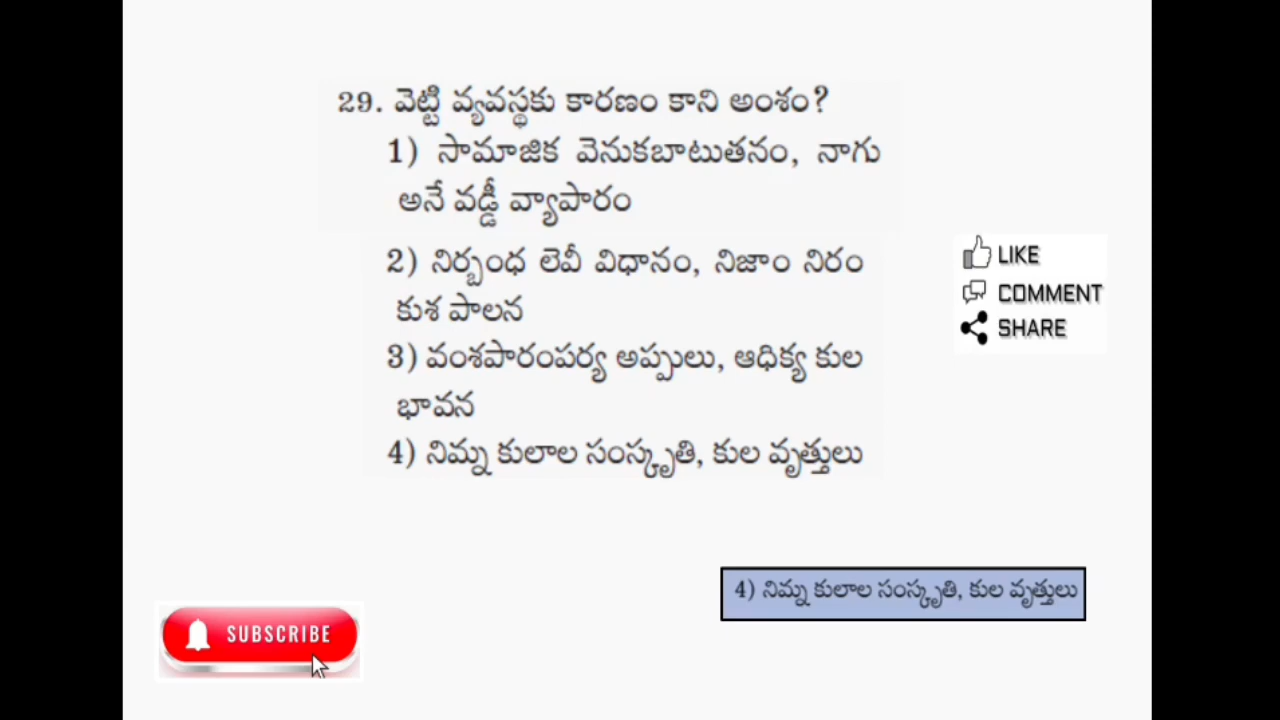 29. వెట్టి వ్యవస్థకు కారణం కాని అంశం?
1) సామాజిక వెనుకబాటుతనం, నాగు
అనే వడ్డీ వ్యాపారం
2) నిర్బంధ లెవీ విధానం, నిజాం నిరం
కుశ పాలన
3) వంశపారంపర్య అప్పులు, ఆధిక్య కుల
భావన
4) నిమ్న కులాల సంస్కృతి, కుల వృత్తులు
LIKE
COMMENT
SHARE
4) నిమ్న కులాల సంస్కృతి, కుల వృత్తులు
SUBSCRIBE